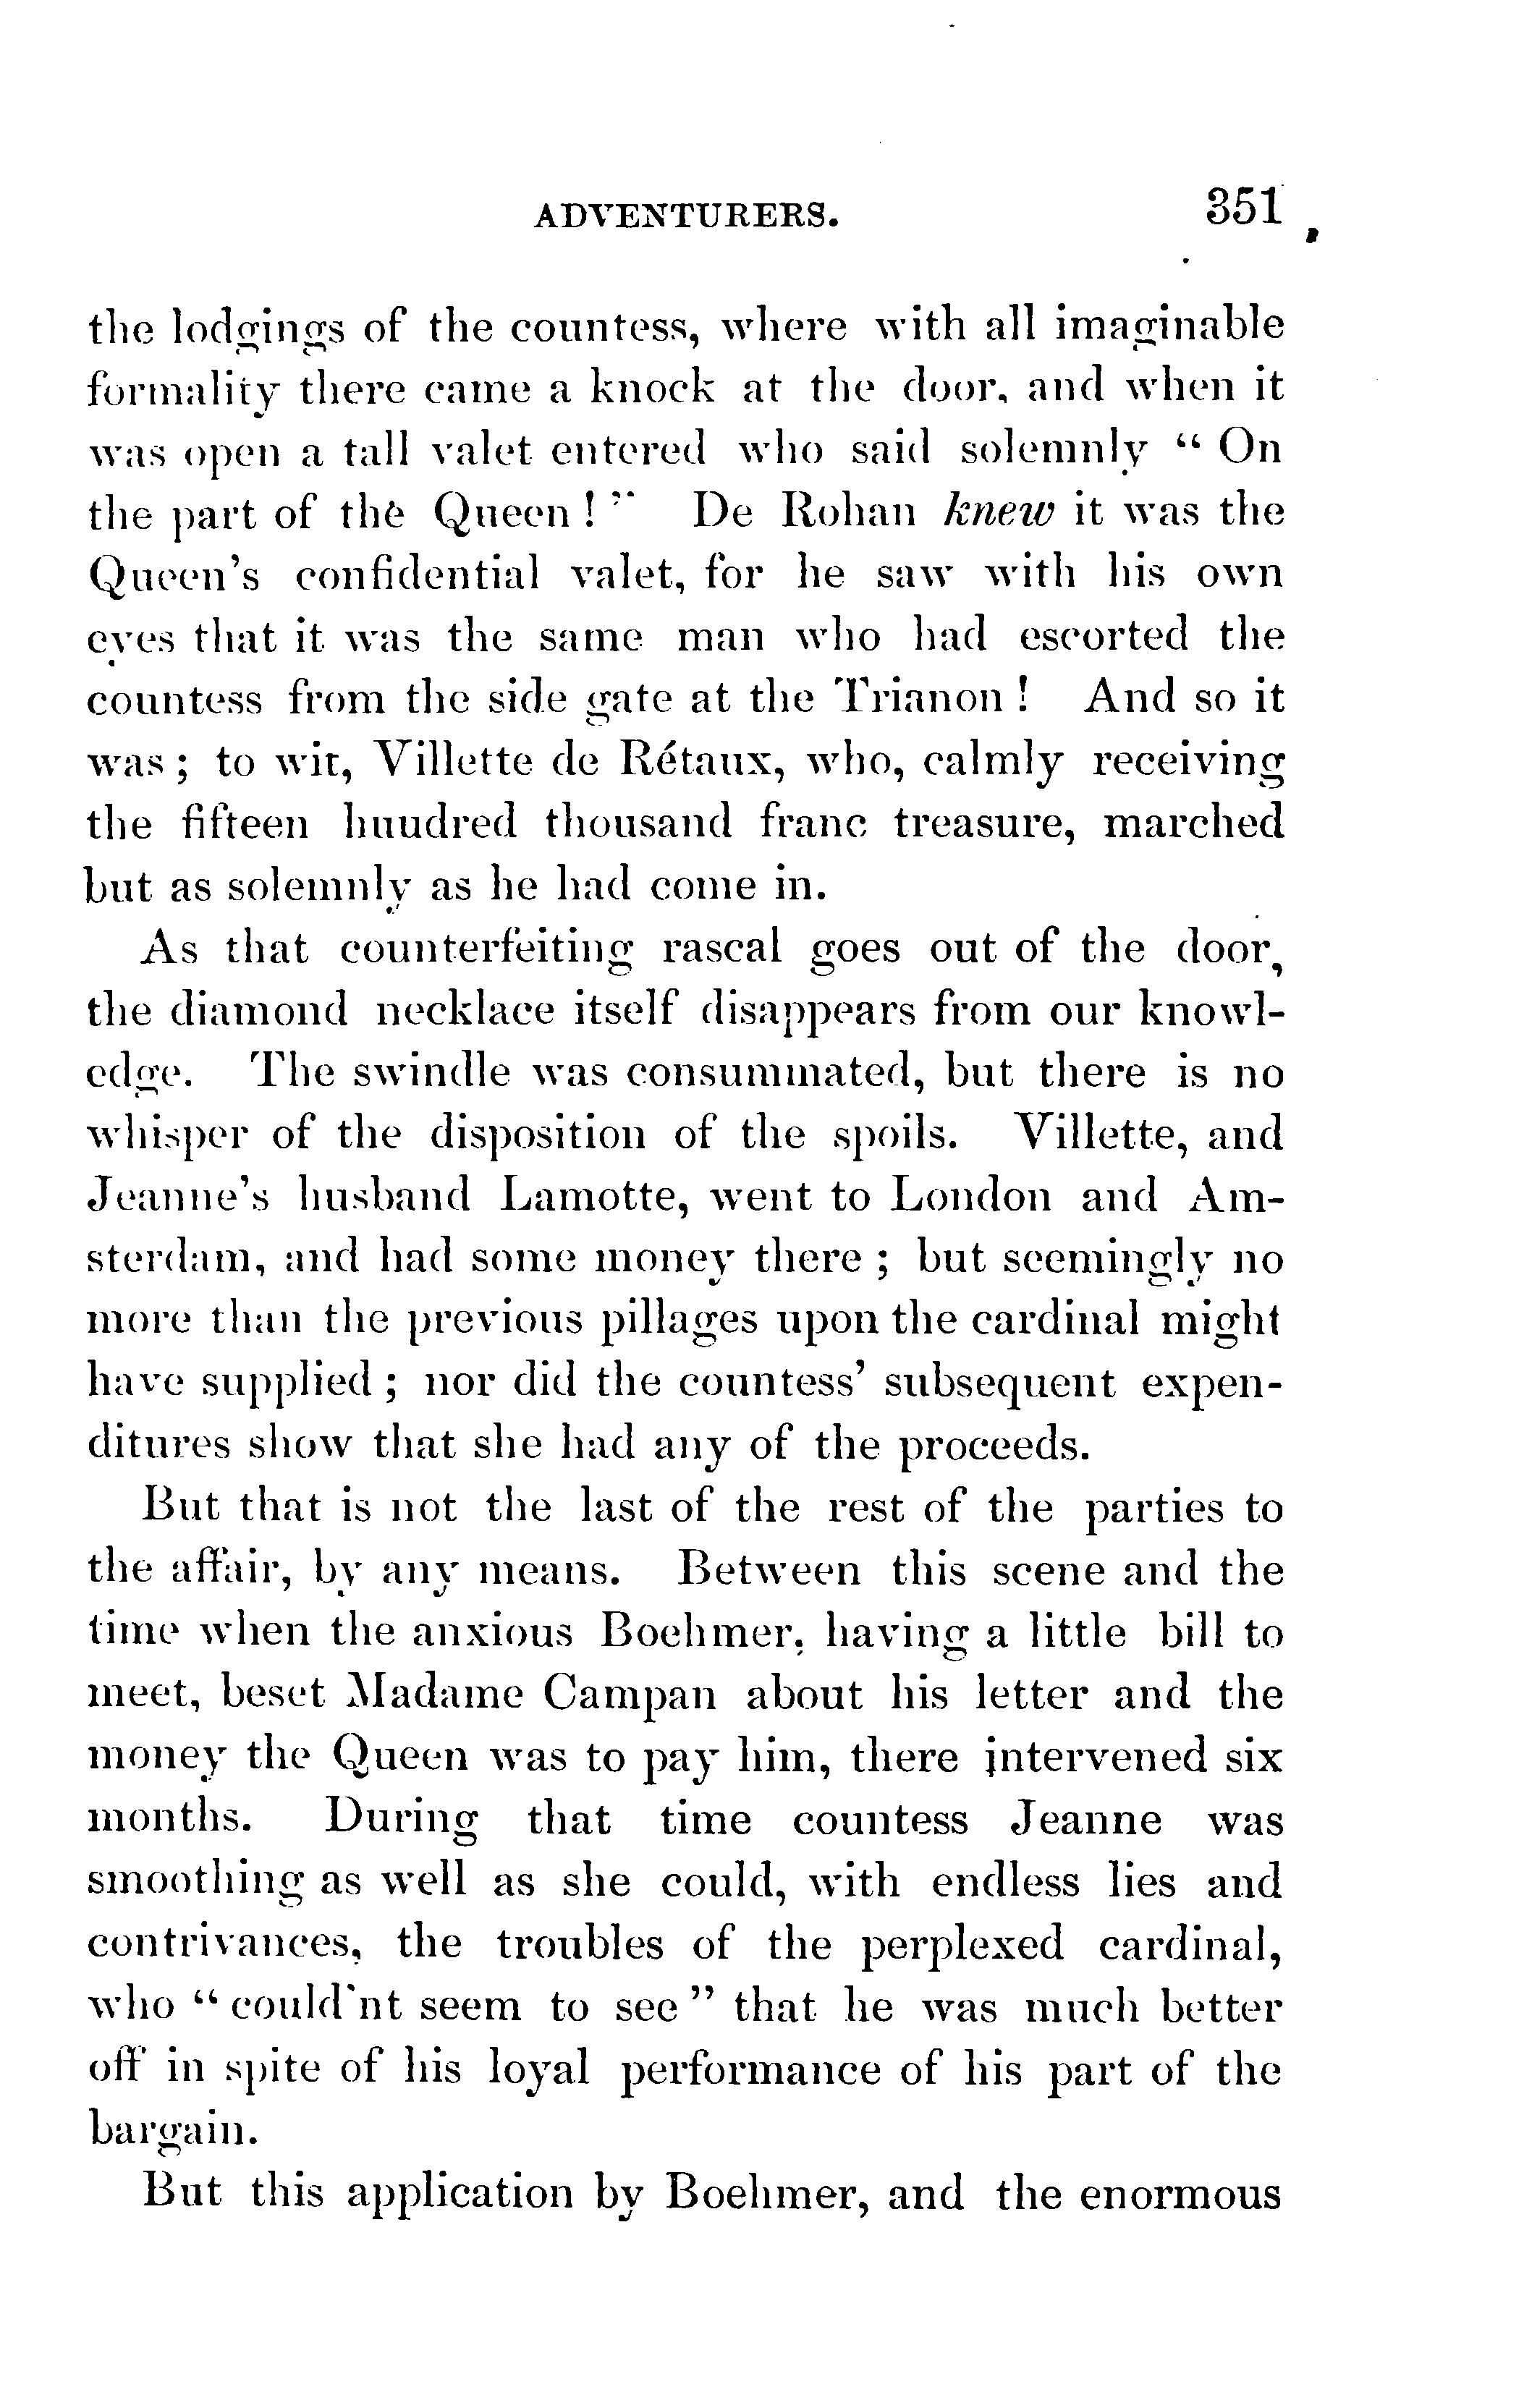 ADVENTURERS. 351
the lodgings of the countess, where with all imaginable
formality there came a knock at the door, and when it
was open a tall valet entered who said solemnly “ On
the part of the Queen ! ” De Rohan knew it was the
Queen’s confidential valet, for he saw with his own
eyes that it was the same man who had escorted the
countess from the side gate at the Trianon ! And so it
was ; to wit, Villette de Rétaux, who, calmly receiving
the fifteen huudred thousand franc treasure, marched
but as solemnly as he had come in.
As that counterfeiting rascal goes out of the door,
the diamond necklace itself disappears from our knowl-
edge. The swindle was consummated, but there is no
whisper of the disposition of the spoils. Villette, and
Jeanne’s husband Lamotte, went to London and Am-
sterdam, and had some money there ; but seemingly no
more than the previous pillages upon the cardinal might
have supplied ; nor did the countess’ subsequent expen-
ditures show that she had any of the proceeds.
But that is not the last of the rest of the parties to
the affair, by any means. Between this scene and the
time when the anxious Boehmer, having a little bill to
meet, beset Madame Campan about his letter and the
money the Queen was to pay him, there intervened six
months. During that time countess Jeanne was
smoothing as well as she could, with endless lies and
contrivances, the troubles of the perplexed cardinal,
who “ could'nt seem to see ” that he was much better
off in spite of his loyal performance of his part of the
bargain.
But this application by Boehmer, and the enormous